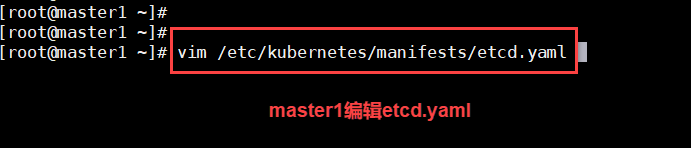 [root@master1 ~]#
[root@master1 ~]#
[root@master1 ~]# vim /etc/kubernetes/manifests/etcd.yaml
master1编辑etcd.yaml